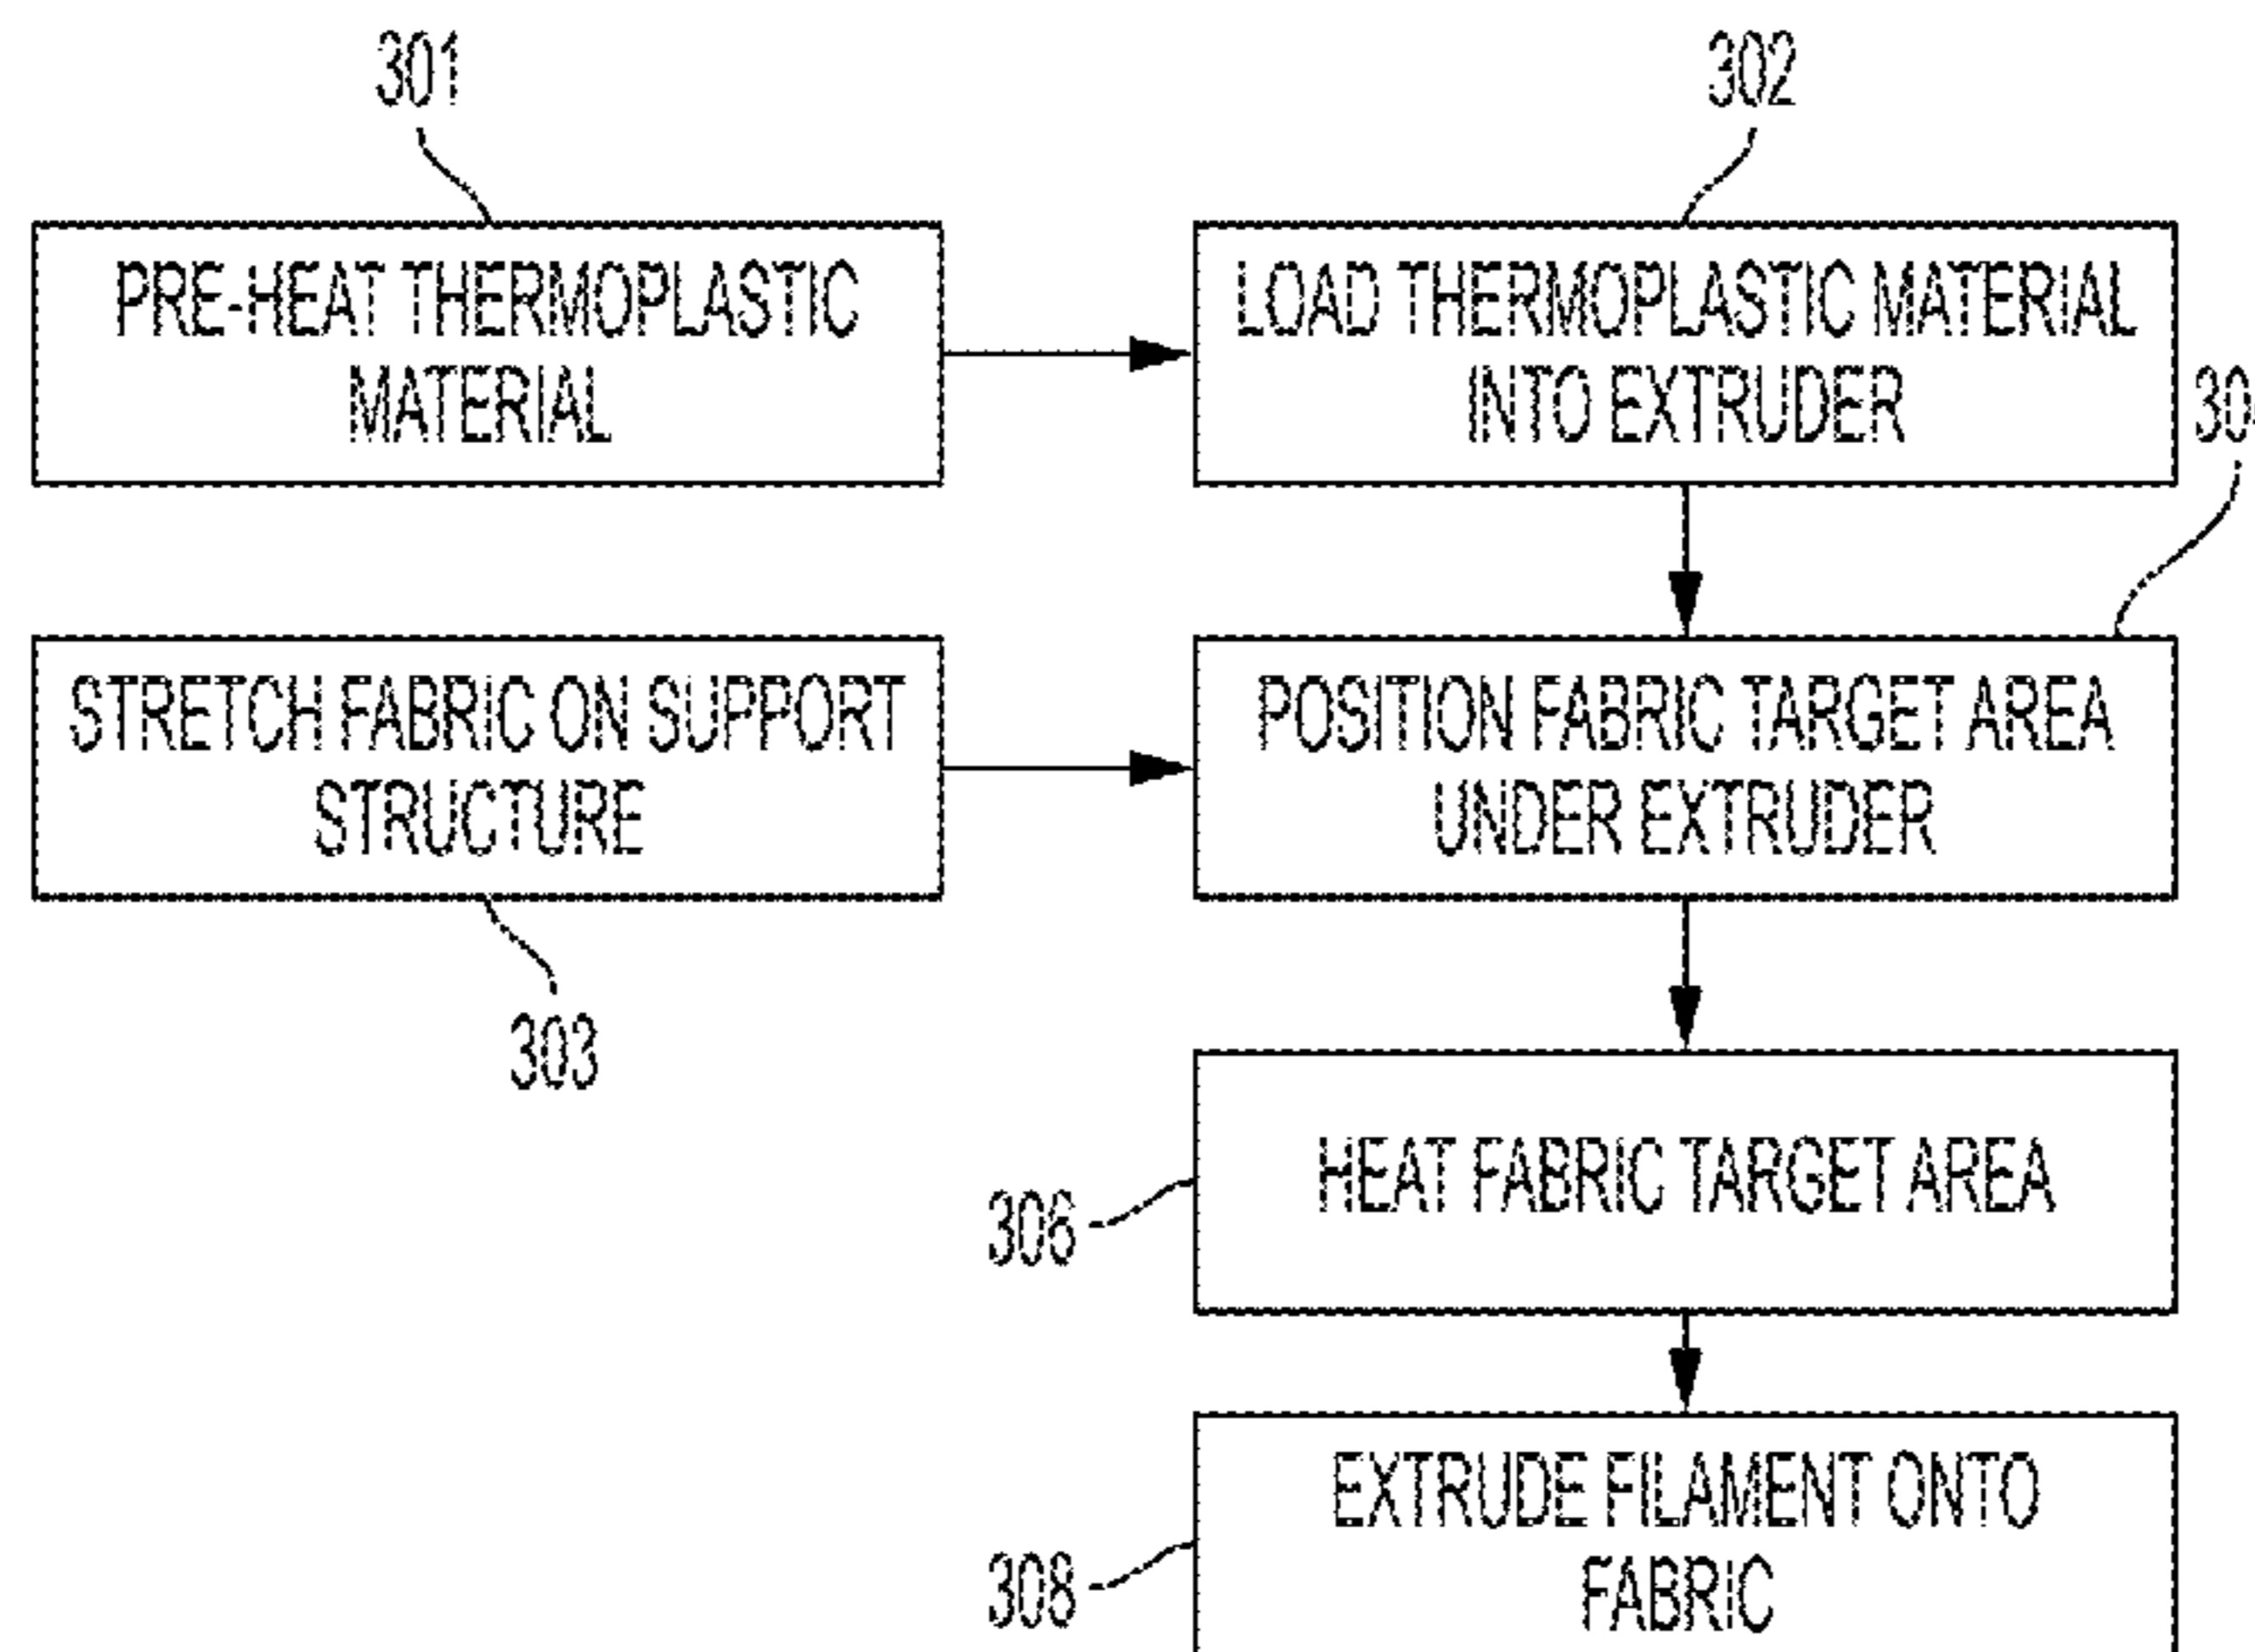 301
302
PRE-HEAT THERMOPLASTIC
MATERIAL
LOAD THERMOPLASTIC MATERIAL
INTO EXTRUDER
STRETCH FABRIC ON SUPPORT
STRUCTURE
POSITION FABRIC TARGET AREA
UNDER EXTRUDER
303
HEAT FABRIC TARGET AREA
306
EXTRUDE FILAMENT ONTO
FABRIC
308